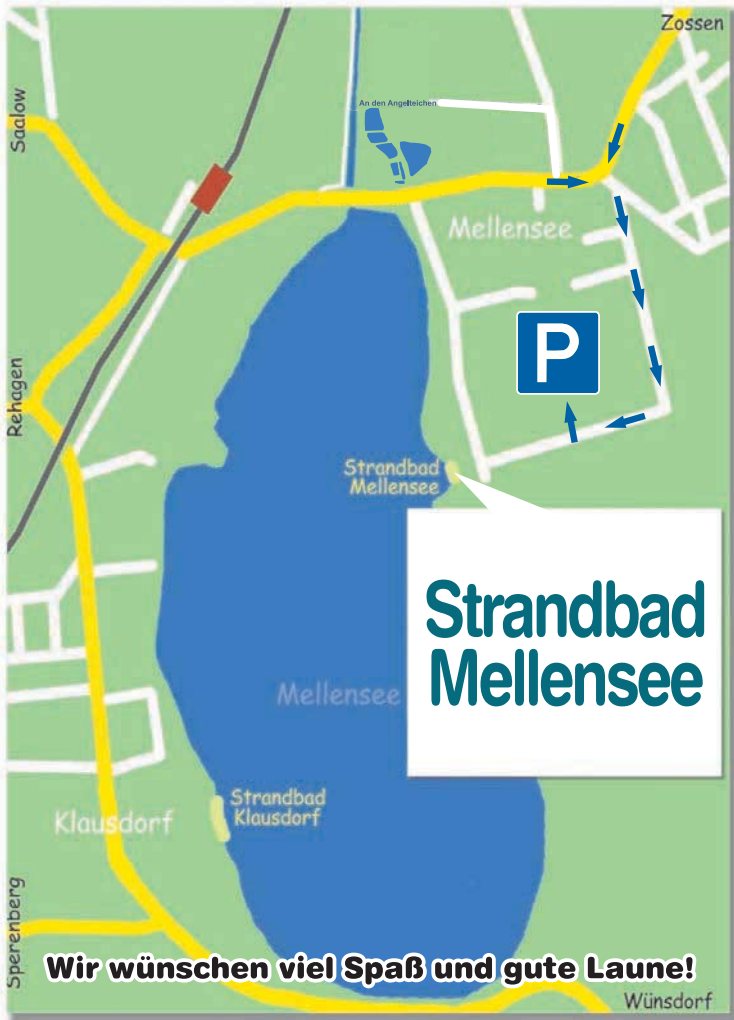 Zossen
Saalow
An den Angelteichen
Mellensee
P
Rehagen
Strandbad
Mellensee
Strandbad
Mellensee
Mellensee
Strandbad
Klausdorf
Klausdorf
Sperenberg
Wir wünschen viel Spaß und gute Laune!
Wünsdorf